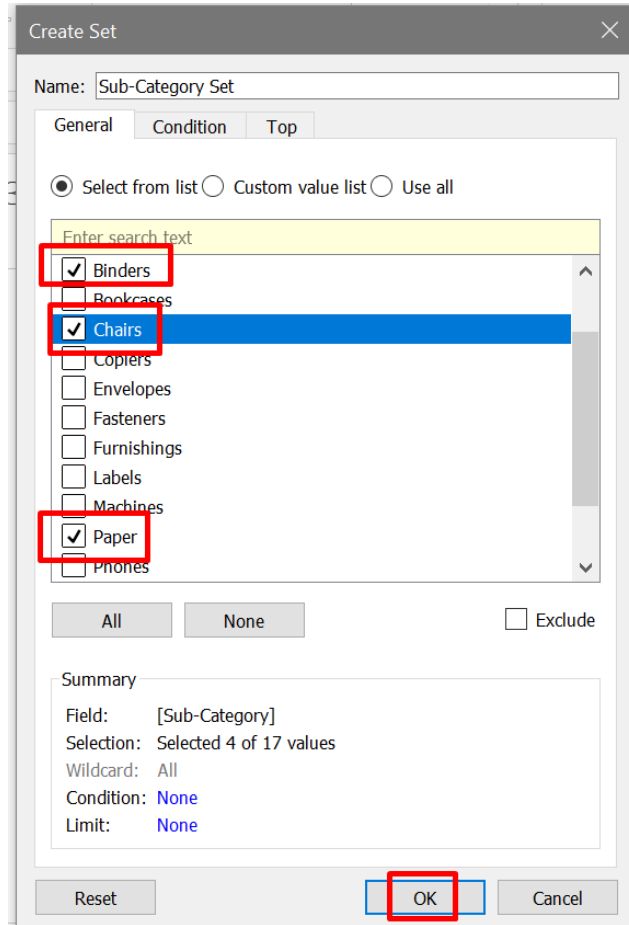 Create Set
Name: Sub-Category Set
General Condition Top
Select from list Custom value list Use all
Enter search text
Binders
Bookcases
Chairs
Copiers
Envelopes
Fasteners
Furnishings
Labels
Machines
Paper
Phones
All None Exclude
Summary
Field: [Sub-Category]
Selection: Selected 4 of 17 values
Wildcard: All
Condition: None
Limit: None
Reset OK Cancel